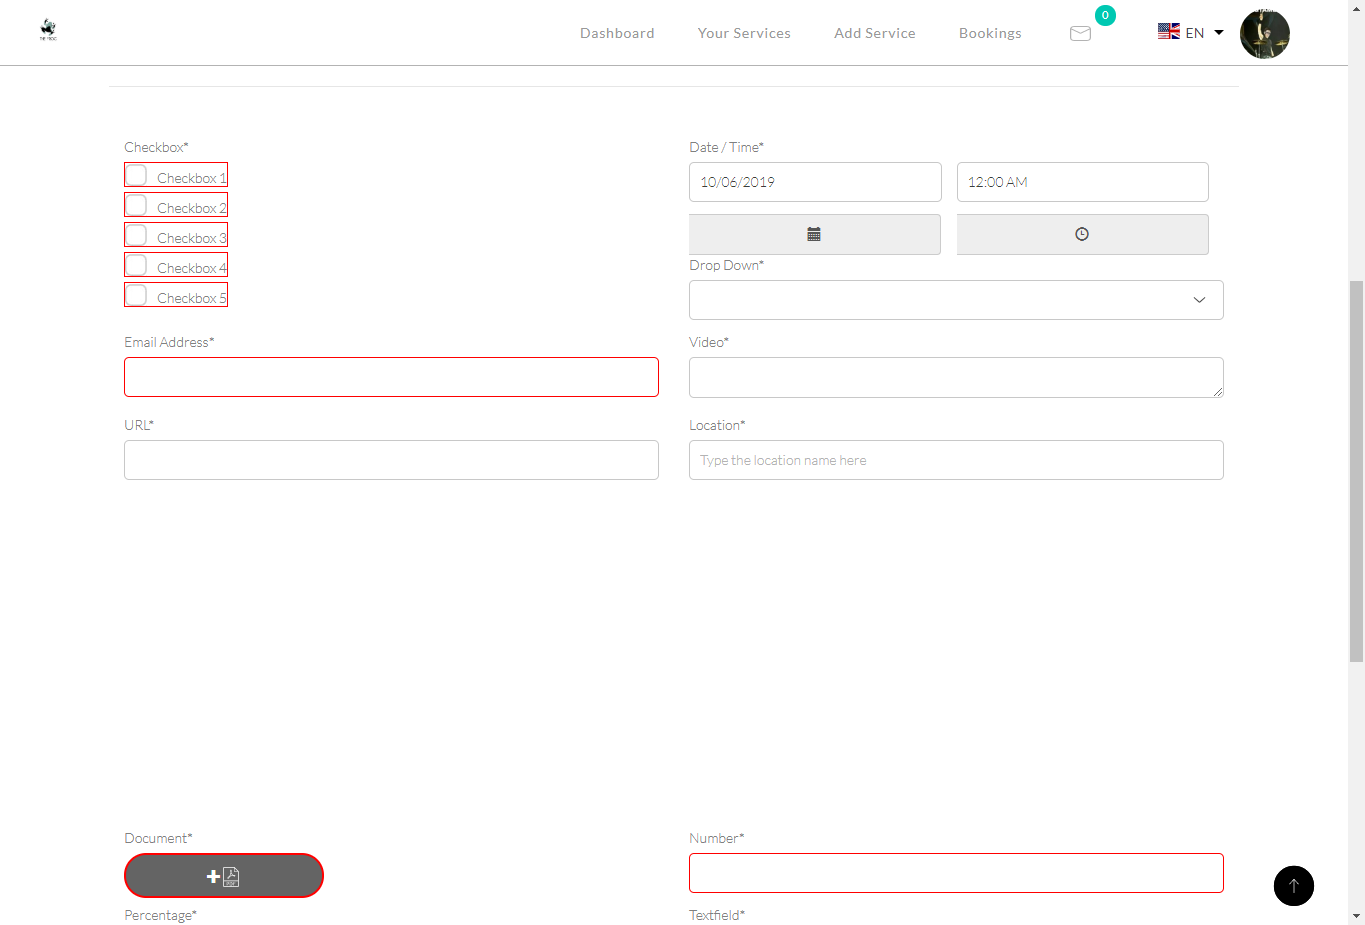 Dashboard
Your Services
Add Service
Bookings
0
EN
Checkbox*
Checkbox 1
Checkbox 2
Checkbox 3
Checkbox 4
Checkbox 5
Date / Time*
10/06/2019
12:00 AM
Drop Down*
Email Address*
Video*
URL*
Location*
Type the location name here
Document*
PDF
Number*
Percentage*
Textfield*